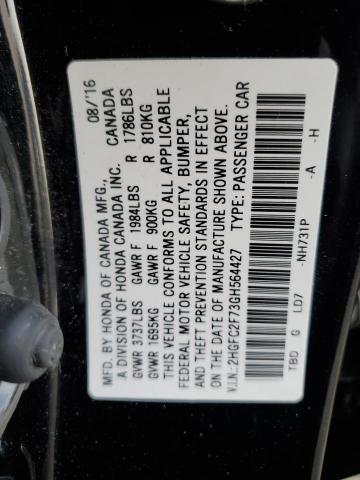 MFD. BY HONDA OF CANADA MFG., 08/'16
A DIVISION OF HONDA CANADA INC. CANADA
GVWR 3737LBS GAWR F 1984LBS R 1786LBS
GVWR 1695KG GAWR F 900KG R 810KG
THIS VEHICLE CONFORMS TO ALL APPLICABLE
FEDERAL MOTOR VEHICLE SAFETY, BUMPER,
AND THEFT PREVENTION STANDARDS IN EFFECT
ON THE DATE OF MANUFACTURE SHOWN ABOVE.
V.I.N.: 2HGFC2F73GH564427 TYPE: PASSENGER CAR
TBD G LD7 -NH731P -A -H